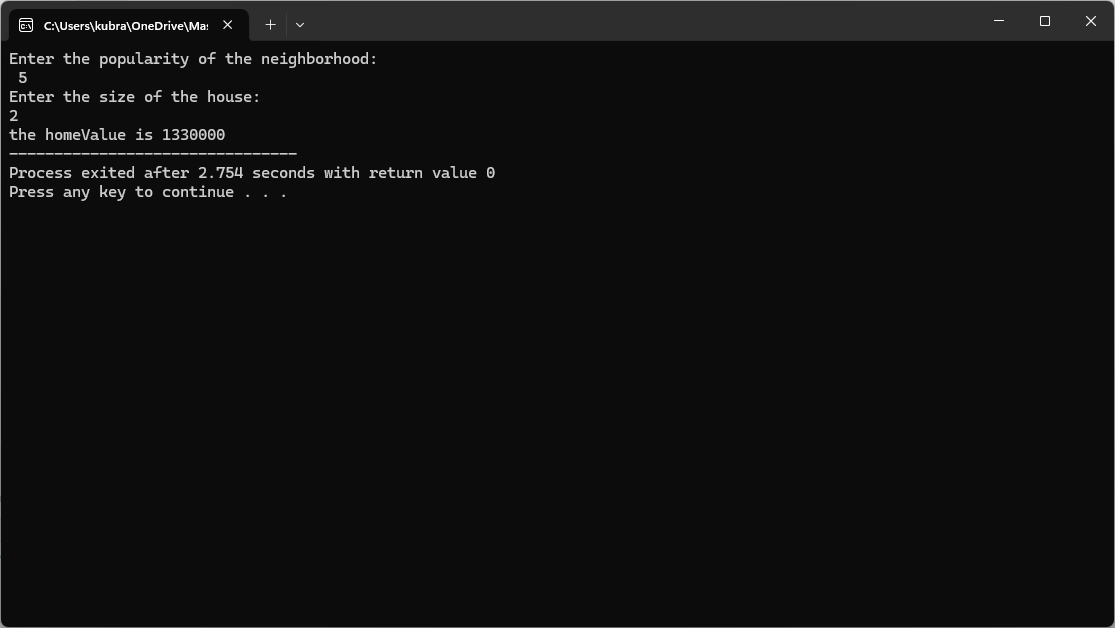 C:\Users\kubra\OneDrive\Mas
Enter the popularity of the neighborhood:
 5
Enter the size of the house:
2
the homeValue is 1330000
--------------------------------
Process exited after 2.754 seconds with return value 0
Press any key to continue . . .